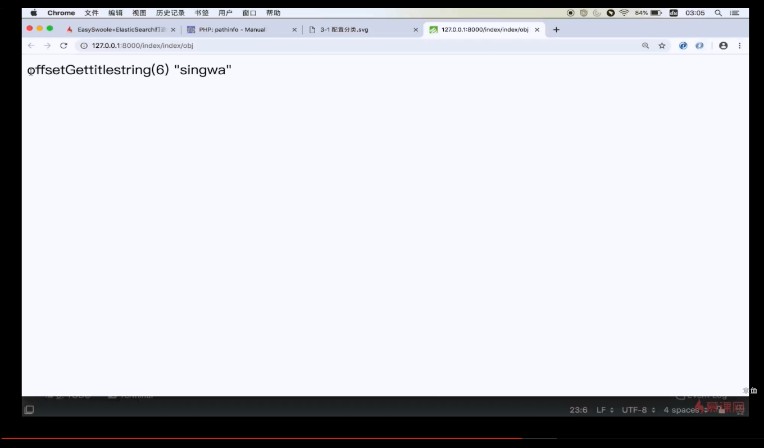 Chrome 文件 编辑 视图 历史记录 书签 用户 窗口 帮助 84% 03:05
EasySwoole+ElasticSearch打造 PHP: pathinfo - Manual 3-1 配置分类.svg 127.0.0.1:8000/index/index/obj
127.0.0.1:8000/index/index/obj
offsetGettitlestring(6) "singwa"
23:6 LF UTF-8 4 spaces